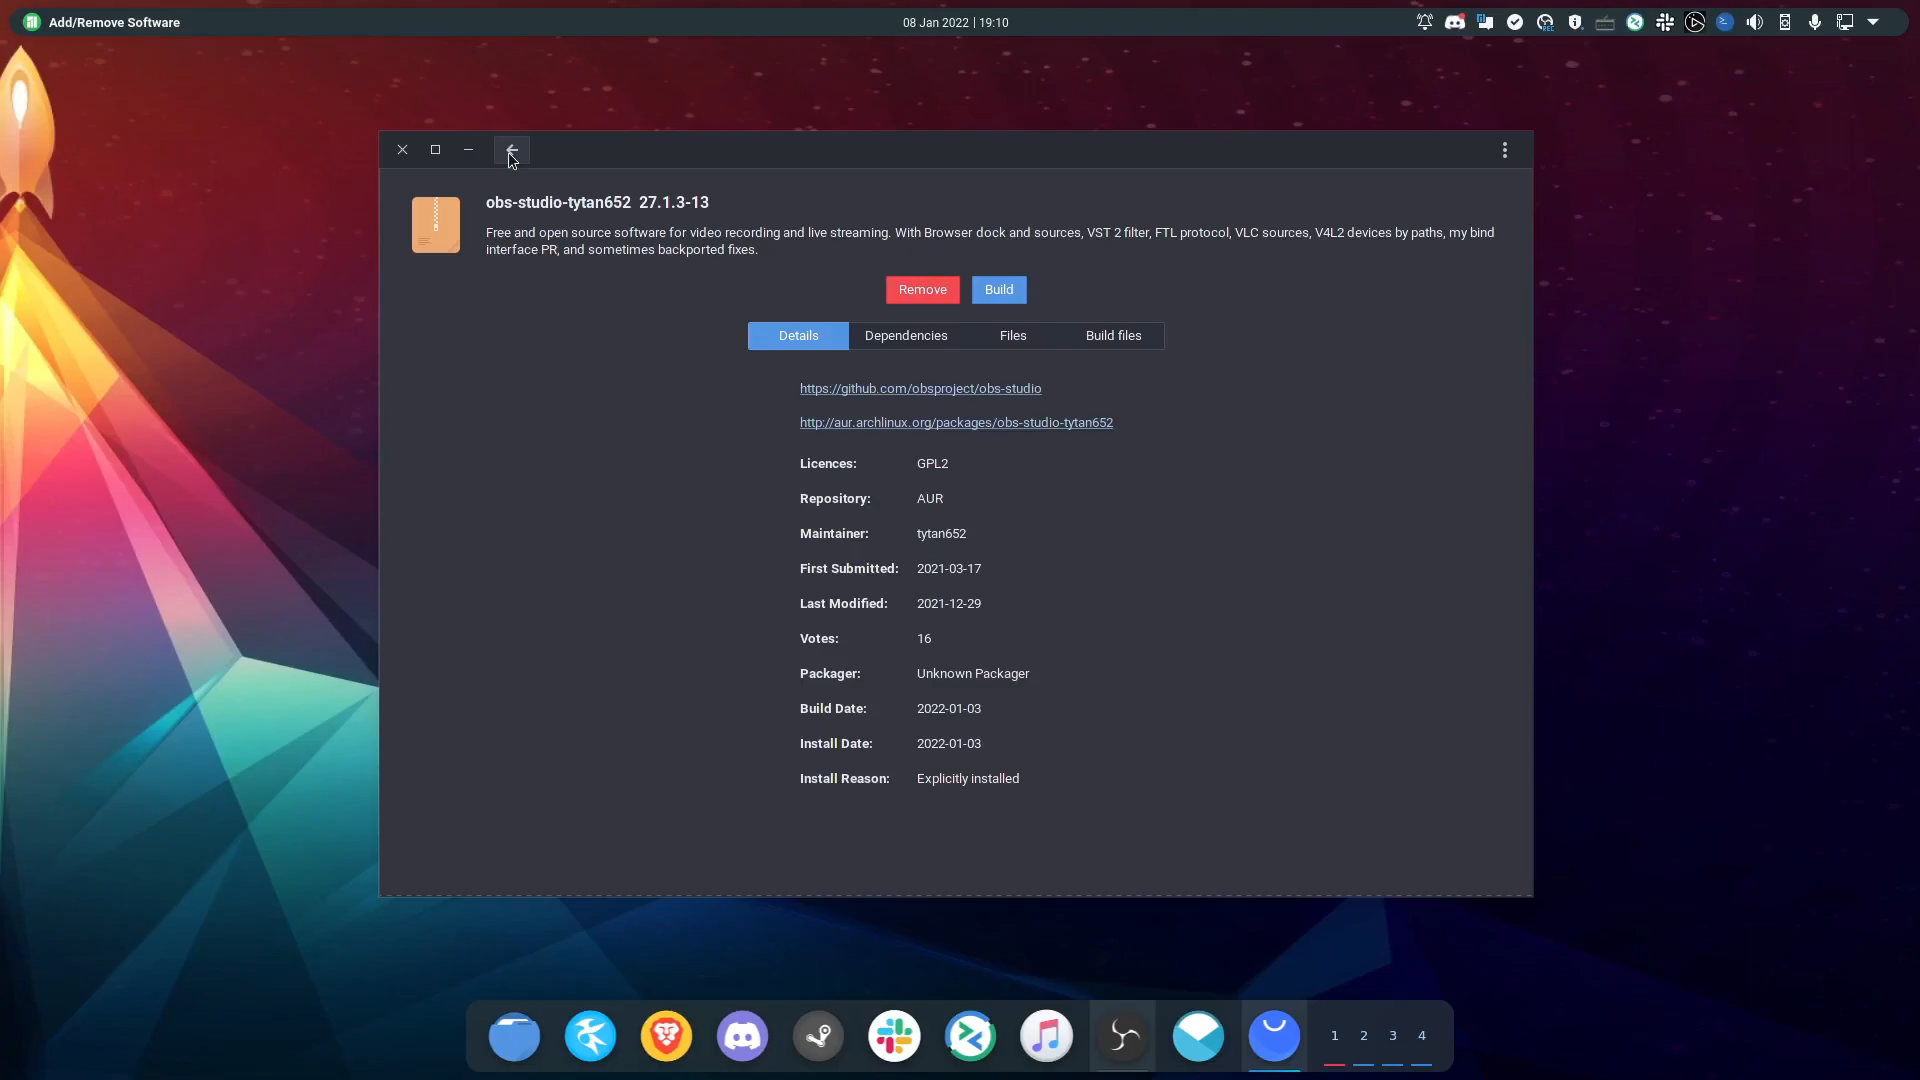 Add/Remove Software
08 Jan 2022 | 19:10
obs-studio-tytan652 27.1.3-13
Free and open source software for video recording and live streaming. With Browser dock and sources, VST 2 filter, FTL protocol, VLC sources, V4L2 devices by paths, my bind
interface PR, and sometimes backported fixes.
Remove Build
Details Dependencies Files Build files
https://github.com/obsproject/obs-studio
http://aur.archlinux.org/packages/obs-studio-tytan652
Licences: GPL2
Repository: AUR
Maintainer: tytan652
First Submitted: 2021-03-17
Last Modified: 2021-12-29
Votes: 16
Packager: Unknown Packager
Build Date: 2022-01-03
Install Date: 2022-01-03
Install Reason: Explicitly installed
1 2 3 4